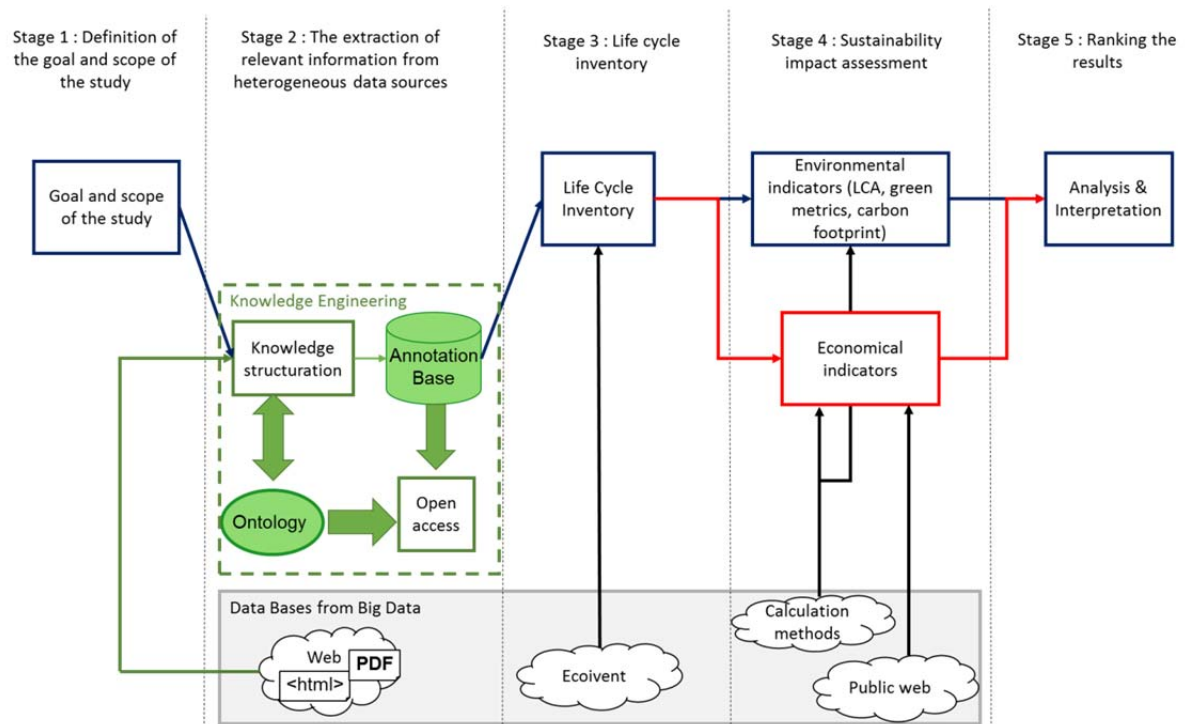 Stage 1 : Definition of
the goal and scope of
the study
Stage 2 : The extraction of
relevant information from
heterogeneous data sources
Stage 3 : Life cycle
inventory
Stage 4 : Sustainability
impact assessment
Stage 5 : Ranking the
results
Goal and scope
of the study
Knowledge Engineering
Knowledge
structuration
Annotation
Base
Ontology
Open
access
Life Cycle
Inventory
Environmental
indicators (LCA, green
metrics, carbon
footprint)
Economical
indicators
Analysis &
Interpretation
Data Bases from Big Data
Web
PDF
<html>
Ecoivent
Calculation
methods
Public web